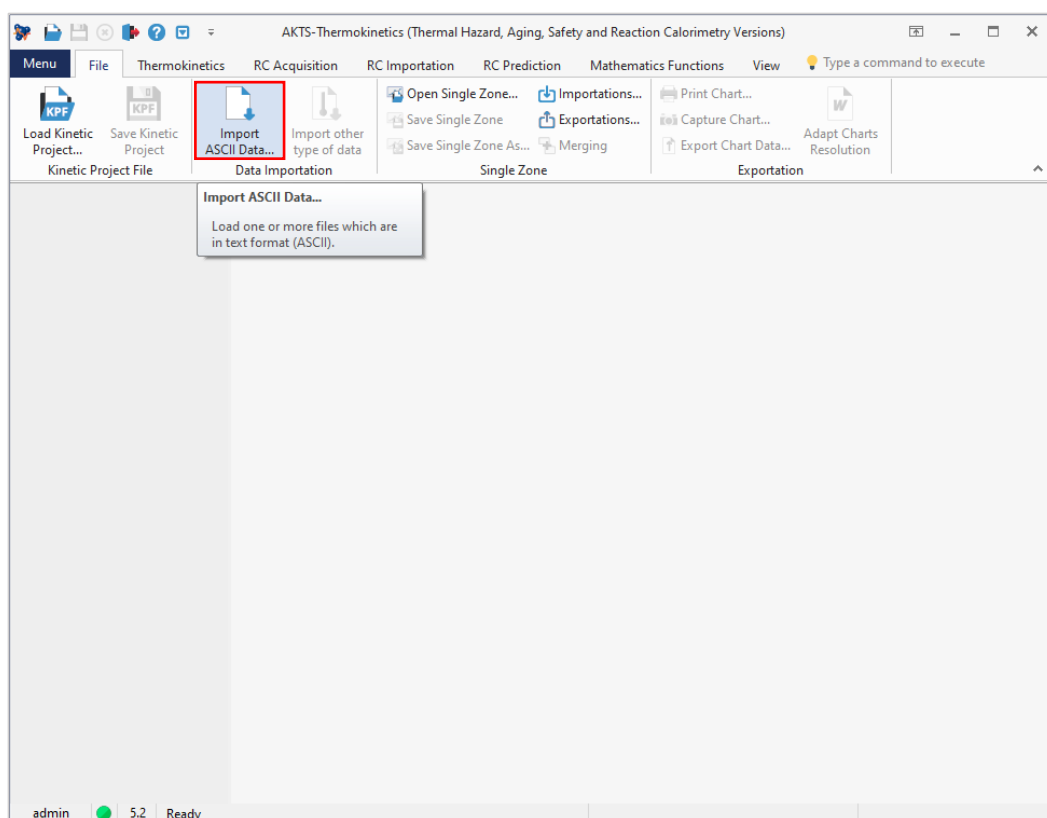 AKTS-Thermokinetics (Thermal Hazard, Aging, Safety and Reaction Calorimetry Versions)
Menu File Thermokinetics RC Acquisition RC Importation RC Prediction Mathematics Functions View Type a command to execute
KPF
Load Kinetic
Project...
KPF
Save Kinetic
Project
Kinetic Project File
Import
ASCII Data...
Import other
type of data
Data Importation
Open Single Zone...
Save Single Zone
Save Single Zone As...
Importations...
Exportations...
Merging
Single Zone
Print Chart...
Capture Chart...
Export Chart Data...
W
Adapt Charts
Resolution
Exportation
Import ASCII Data...
Load one or more files which are
in text format (ASCII).
admin 5.2 Ready